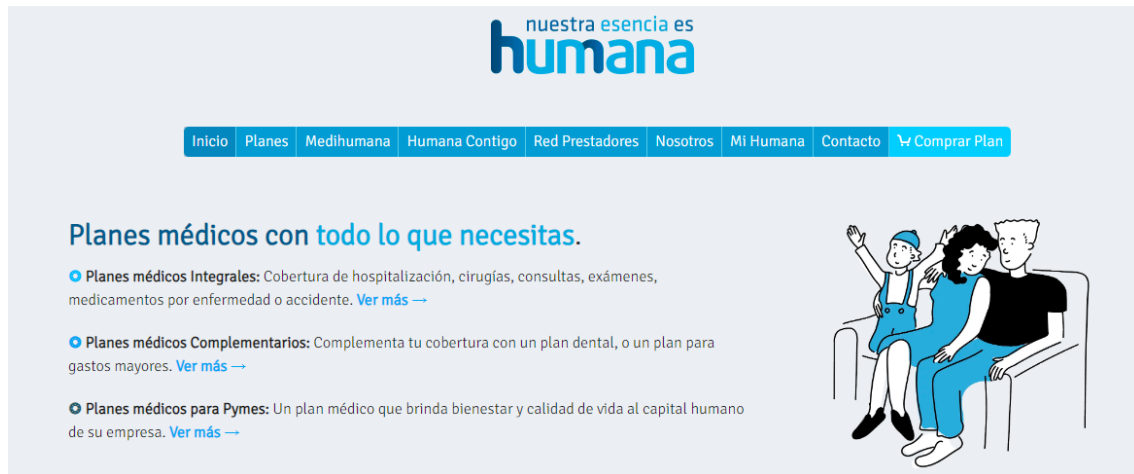 nuestra esencia es
humana
Inicio Planes Medihumana Humana Contigo Red Prestadores Nosotros Mi Humana Contacto Comprar Plan
Planes médicos con todo lo que necesitas.
Planes médicos Integrales: Cobertura de hospitalización, cirugías, consultas, exámenes,
medicamentos por enfermedad o accidente. Ver más →
Planes médicos Complementarios: Complementa tu cobertura con un plan dental, o un plan para
gastos mayores. Ver más →
Planes médicos para Pymes: Un plan médico que brinda bienestar y calidad de vida al capital humano
de su empresa. Ver más →